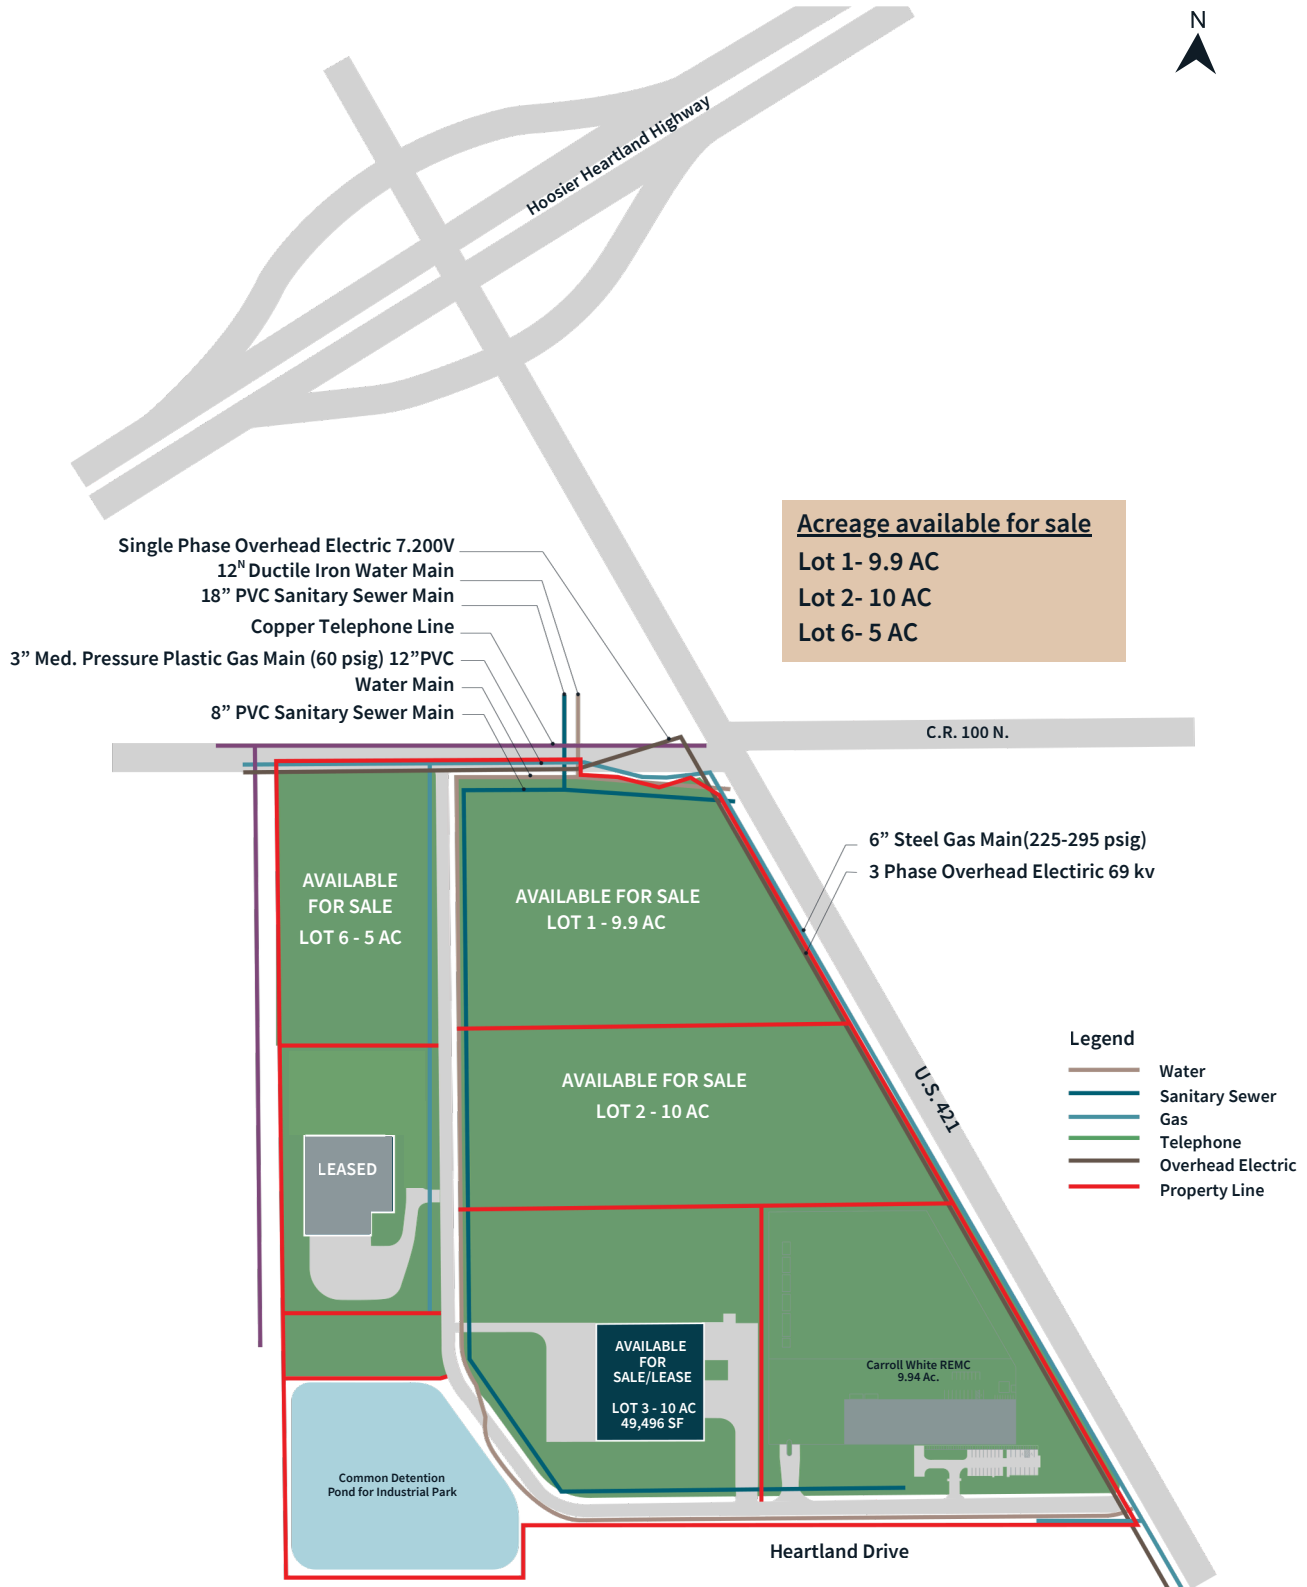 N
Hoosier Heartland Highway
Acreage available for sale
Lot 1- 9.9 AC
Lot 2- 10 AC
Lot 6- 5 AC
Single Phase Overhead Electric 7.200V
12ᴺ Ductile Iron Water Main
18” PVC Sanitary Sewer Main
Copper Telephone Line
3” Med. Pressure Plastic Gas Main (60 psig) 12”PVC
Water Main
8” PVC Sanitary Sewer Main
C.R. 100 N.
6” Steel Gas Main(225-295 psig)
3 Phase Overhead Electiric 69 kv
AVAILABLE
FOR SALE
LOT 6 - 5 AC
AVAILABLE FOR SALE
LOT 1 - 9.9 AC
AVAILABLE FOR SALE
LOT 2 - 10 AC
U.S. 421
Legend
Water
Sanitary Sewer
Gas
Telephone
Overhead Electric
Property Line
LEASED
AVAILABLE
FOR
SALE/LEASE
LOT 3 - 10 AC
49,496 SF
Carroll White REMC
9.94 Ac.
Common Detention
Pond for Industrial Park
Heartland Drive